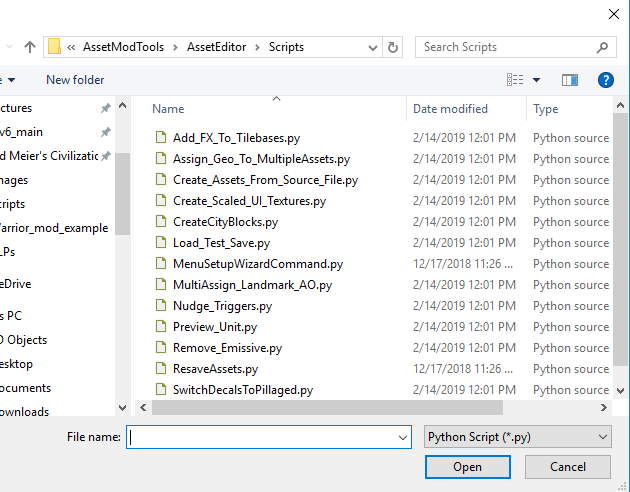 « AssetModTools > AssetEditor > Scripts
Search Scripts
New folder
Name Date modified Type
ctures
v6_main
d Meier's Civilizatio
nages
ripts
arrior_mod_example
LPs
eDrive
s PC
D Objects
esktop
ocuments
ownloads
Add_FX_To_Tilebases.py 2/14/2019 12:01 PM Python source
Assign_Geo_To_MultipleAssets.py 2/14/2019 12:01 PM Python source
Create_Assets_From_Source_File.py 2/14/2019 12:01 PM Python source
Create_Scaled_UI_Textures.py 2/14/2019 12:01 PM Python source
CreateCityBlocks.py 2/14/2019 12:01 PM Python source
Load_Test_Save.py 2/14/2019 12:01 PM Python source
MenuSetupWizardCommand.py 12/17/2018 11:26 ... Python source
MultiAssign_Landmark_AO.py 2/14/2019 12:01 PM Python source
Nudge_Triggers.py 2/14/2019 12:01 PM Python source
Preview_Unit.py 2/14/2019 12:01 PM Python source
Remove_Emissive.py 2/14/2019 12:01 PM Python source
ResaveAssets.py 12/17/2018 11:26 ... Python source
SwitchDecalsToPillaged.py 2/14/2019 12:01 PM Python source
File name:
Python Script (*.py)
Open
Cancel